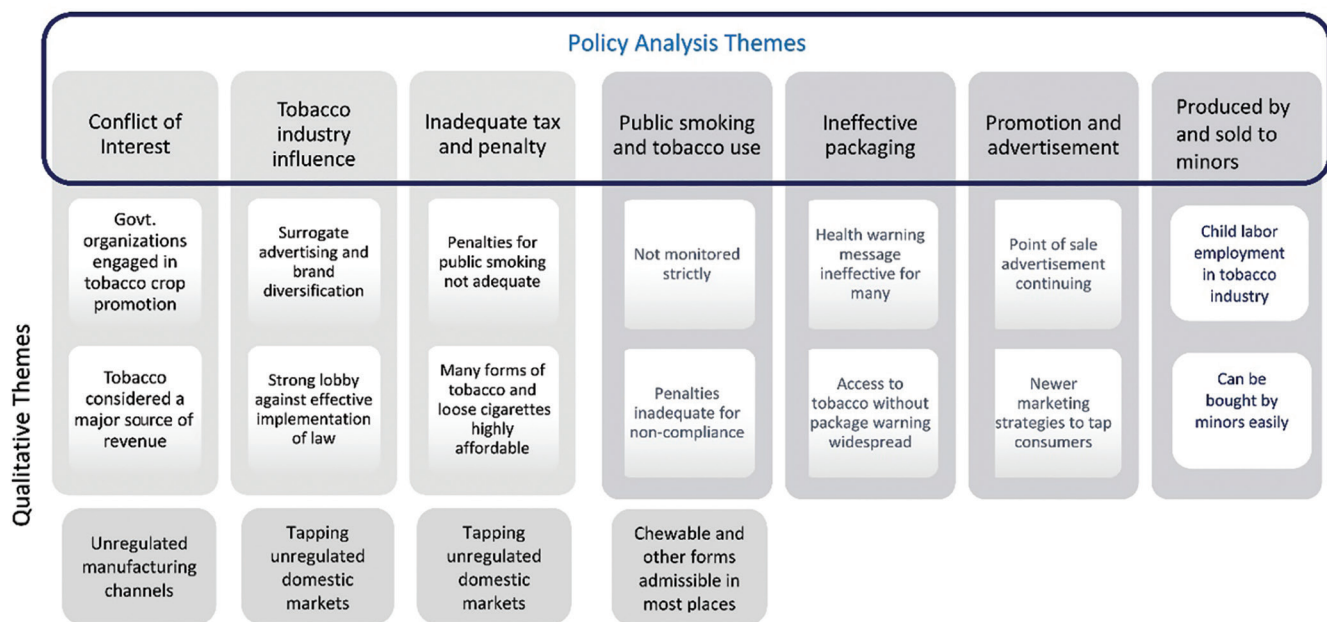 Policy Analysis Themes
Conflict of
Interest
Tobacco
industry
influence
Inadequate tax
and penalty
Public smoking
and tobacco use
Ineffective
packaging
Promotion and
advertisement
Produced by
and sold to
minors
Qualitative Themes
Govt.
organizations
engaged in
tobacco crop
promotion
Surrogate
advertising and
brand
diversification
Penalties for
public smoking
not adequate
Not monitored
strictly
Health warning
message
ineffective for
many
Point of sale
advertisement
continuing
Child labor
employment
in tobacco
industry
Tobacco
considered a
major source of
revenue
Strong lobby
against effective
implementation
of law
Many forms of
tobacco and
loose cigarettes
highly
affordable
Penalties
inadequate for
non-compliance
Access to
tobacco without
package warning
widespread
Newer
marketing
strategies to tap
consumers
Can be
bought by
minors easily
Unregulated
manufacturing
channels
Tapping
unregulated
domestic
markets
Tapping
unregulated
domestic
markets
Chewable and
other forms
admissible in
most places